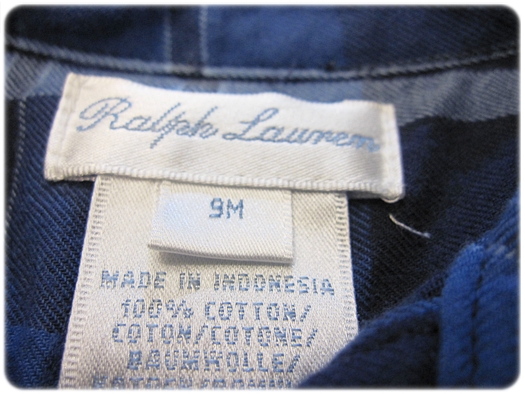 Ralph Lauren
9M
MADE IN INDONESIA
100% COTTON/
COTON/COTONE/
BAUMWOLLE/